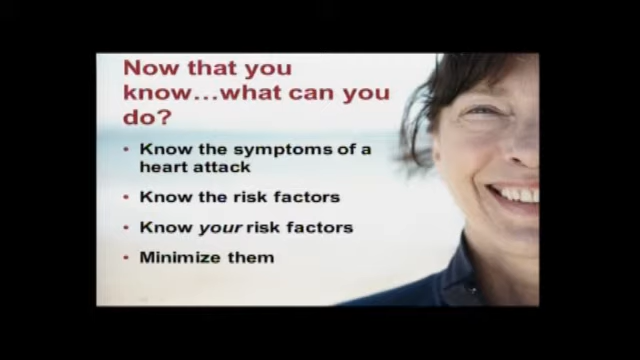 Now that you
know...what can you
do?
• Know the symptoms of a
heart attack
• Know the risk factors
• Know your risk factors
• Minimize them